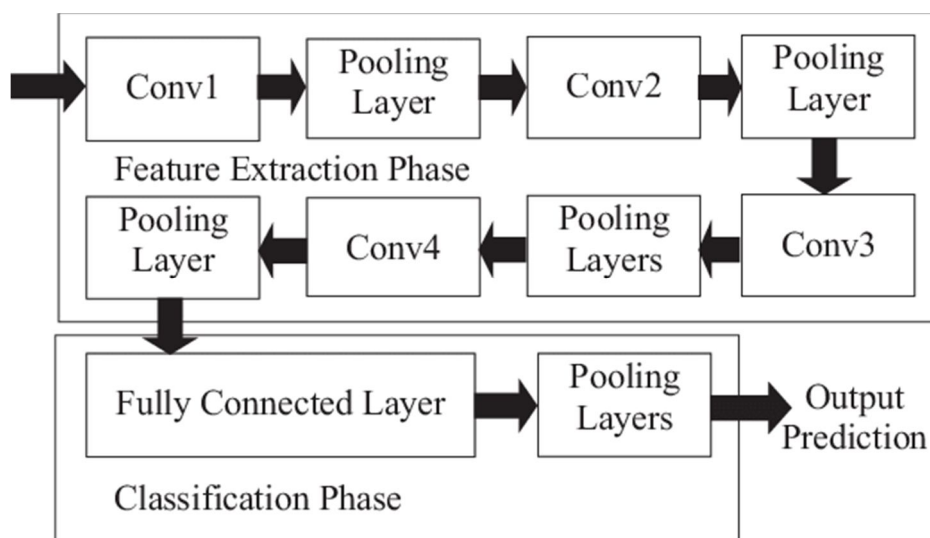 Conv1
Pooling
Layer
Conv2
Pooling
Layer
Feature Extraction Phase
Conv3
Pooling
Layers
Conv4
Pooling
Layer
Fully Connected Layer
Pooling
Layers
Output
Prediction
Classification Phase